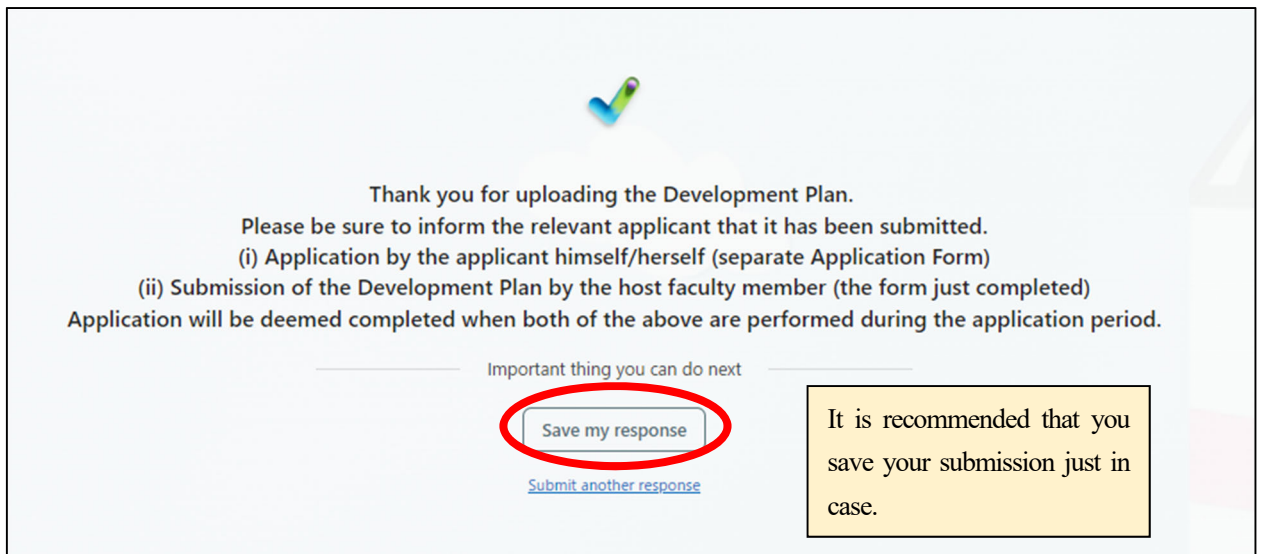 Thank you for uploading the Development Plan.
Please be sure to inform the relevant applicant that it has been submitted.
(i) Application by the applicant himself/herself (separate Application Form)
(ii) Submission of the Development Plan by the host faculty member (the form just completed)
Application will be deemed completed when both of the above are performed during the application period.
Important thing you can do next
Save my response
Submit another response
It is recommended that you
save your submission just in
case.